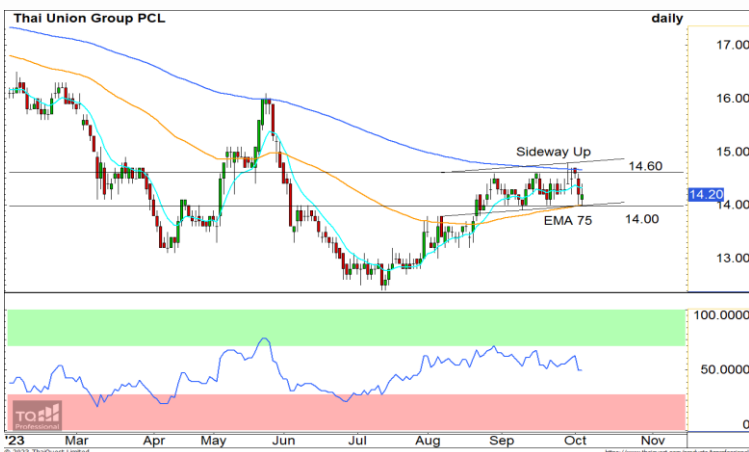 Thai Union Group PCL
daily
17.00
16.00
15.00
Sideway Up
14.60
14.20
14.00
EMA 75
14.00
13.00
100.0000
50.0000
0
TQ
Professional
'23 Mar Apr May Jun Jul Aug Sep Oct Nov